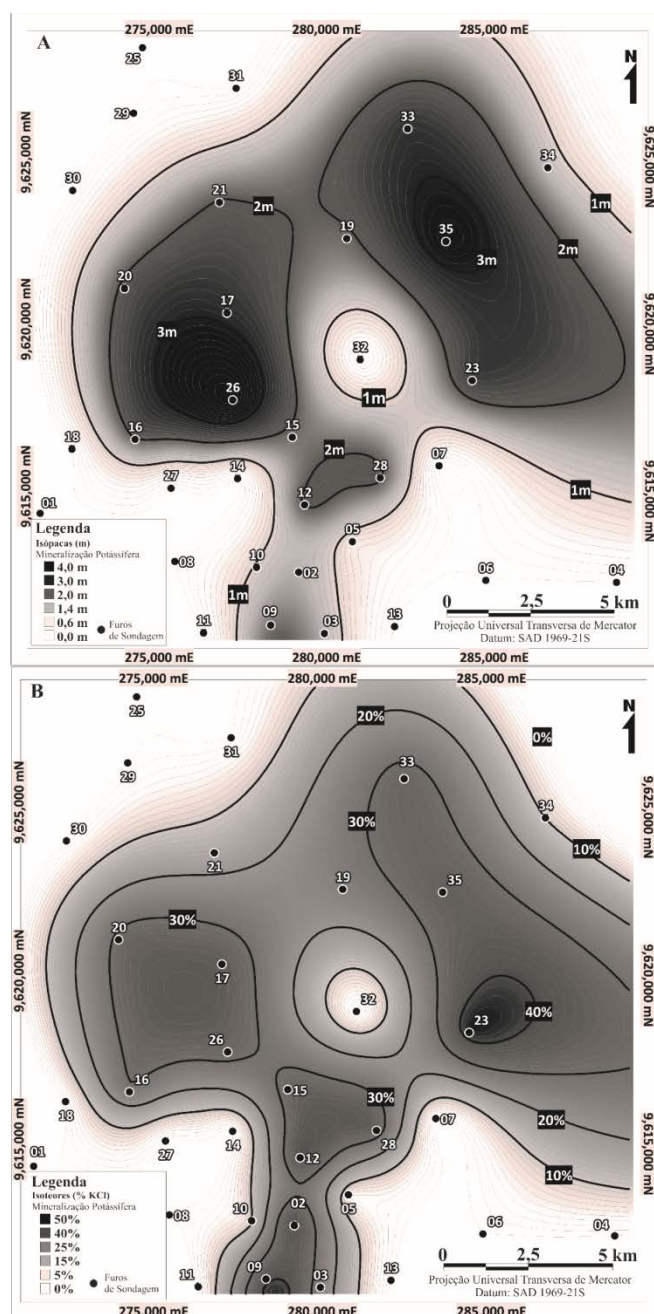 A
275,000 mE
280,000 mE
285,000 mE
N
25
31
29
33
34
30
9,625,000 mN
9,625,000 mN
21
2m
1m
19
35
2m
3m
20
17
9,620,000 mN
9,620,000 mN
3m
32
26
23
1m
16
15
18
2m
07
27
14
28
1m
9,615,000 mN
9,615,000 mN
01
12
05
Legenda
Isópacas (m)
Mineralização Potássífera
4,0 m
3,0 m
2,0 m
1,4 m
0,6 m
0,0 m
Furos
de Sondagem
08
10
02
06
04
1m
11
09
03
13
0 2,5 5 km
Projeção Universal Transversa de Mercator
Datum: SAD 1969-21S
275,000 mE
280,000 mE
285,000 mE
B
N
25
20%
0%
31
29
33
34
30
9,625,000 mN
9,625,000 mN
30%
21
10%
19
35
30%
20
17
9,620,000 mN
9,620,000 mN
32
40%
23
26
16
15
30%
18
07
20%
14
28
27
9,615,000 mN
9,615,000 mN
01
12
10%
Legenda
Isoteores (% KCl)
Mineralização Potássífera
50%
40%
25%
15%
5%
0%
Furos
de Sondagem
05
08
10
02
06
04
11
09
03
13
0 2,5 5 km
Projeção Universal Transversa de Mercator
Datum: SAD 1969-21S
275,000 mE
280,000 mE
285,000 mE